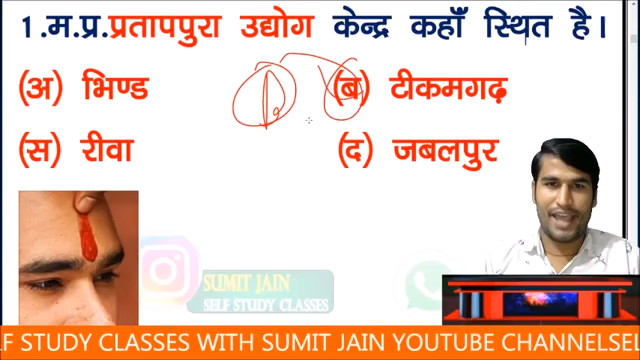 1.म.प्र.प्रतापपुरा उद्योग केन्द्र कहाँ स्थित है।
(अ) भिण्ड (ब) टीकमगढ़
(स) रीवा (द) जबलपुर
SUMIT JAIN
SELF STUDY CLASSES
LF STUDY CLASSES WITH SUMIT JAIN YOUTUBE CHANNELSEL